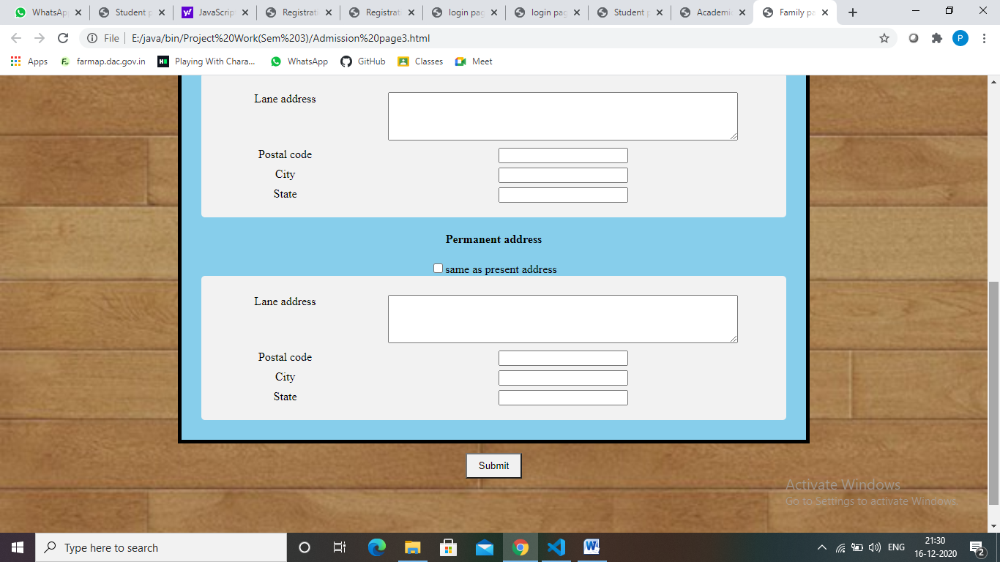 WhatsAp
Student p
JavaScrip
Registrati
Registrati
login pag
login pag
Student p
Academi
Family pa
File
E:/java/bin/Project%20Work(Sem%203)/Admission%20page3.html
P
Apps
farmap.dac.gov.in
Playing With Chara...
WhatsApp
GitHub
Classes
Meet
Lane address
Postal code
City
State
Permanent address
same as present address
Lane address
Postal code
City
State
Submit
Activate Windows
Go to Settings to activate Windows.
Type here to search
ENG
21:30
16-12-2020
2